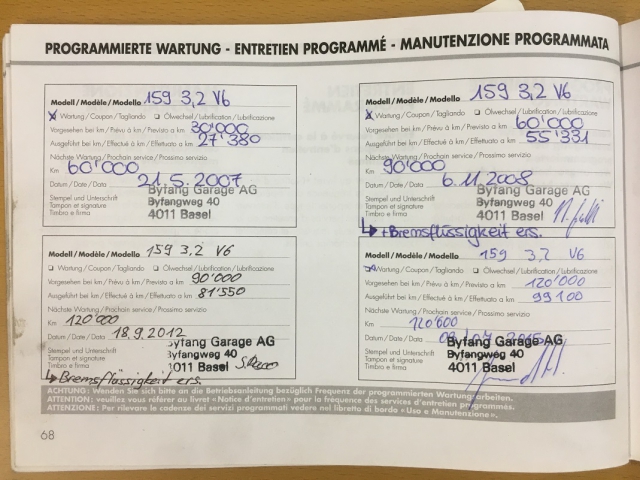 PROGRAMMIERTE WARTUNG - ENTRETIEN PROGRAMMÉ - MANUTENZIONE PROGRAMMATA
Modell / Modèle / Modello 159 3,2 V6
Wartung / Coupon / Tagliando Ölwechsel / Lubrification / Lubrificazione
Vorgesehen bei km / Prévu à km / Previsto a km 30'000
Ausgeführt bei km / Effectué à km / Effettuato a km 27'380
Nächste Wartung / Prochain service / Prossimo servizio
Km 60'000
Datum / Date / Data 21.5.2007
Stempel und Unterschrift
Tampon et signature
Timbro e firma
Byfang Garage AG
Byfangweg 40
4011 Basel
Modell / Modèle / Modello 159 3,2 V6
Wartung / Coupon / Tagliando Ölwechsel / Lubrification / Lubrificazione
Vorgesehen bei km / Prévu à km / Previsto a km 60'000
Ausgeführt bei km / Effectué à km / Effettuato a km 55'331
Nächste Wartung / Prochain service / Prossimo servizio
Km 90'000
Datum / Date / Data 6.11.2008
Stempel und Unterschrift
Tampon et signature
Timbro e firma
Byfang Garage AG
Byfangweg 40
4011 Basel
+Bremsflüssigkeit ers.
Modell / Modèle / Modello 159 3,2 V6
Wartung / Coupon / Tagliando Ölwechsel / Lubrification / Lubrificazione
Vorgesehen bei km / Prévu à km / Previsto a km 90'000
Ausgeführt bei km / Effectué à km / Effettuato a km 81'550
Nächste Wartung / Prochain service / Prossimo servizio
Km 120'000
Datum / Date / Data 18.9.2012
Stempel und Unterschrift
Tampon et signature
Timbro e firma
Byfang Garage AG
Byfangweg 40
4011 Basel
Bremsflüssigkeit ers.
Modell / Modèle / Modello 159 3,2 V6
Wartung / Coupon / Tagliando Ölwechsel / Lubrification / Lubrificazione
Vorgesehen bei km / Prévu à km / Previsto a km 120'000
Ausgeführt bei km / Effectué à km / Effettuato a km 99100
Nächste Wartung / Prochain service / Prossimo servizio
Km
Datum / Date / Data
Stempel und Unterschrift
Tampon et signature
Timbro e firma
Byfang Garage AG
Byfangweg 40
4011 Basel
ACHTUNG: Wenden Sie sich bitte an die Betriebsanleitung bezüglich Frequenz der programmierten Wartungarbeiten.
ATTENTION: veuillez vous référer au livret «Notice d'entretien» pour la fréquence des services d'entretien programmés.
ATTENZIONE: Per rilevare le cadenze dei servizi programmati vedere nel libretto di bordo «Uso e Manutenzione».
68